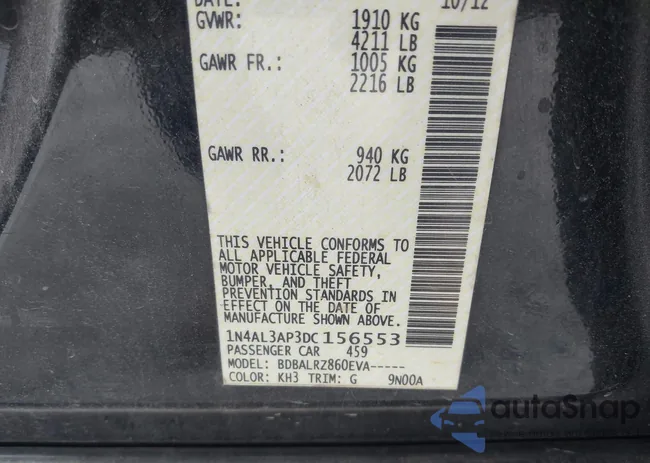 DATE: 10/12
GVWR: 1910 KG
4211 LB
GAWR FR.: 1005 KG
2216 LB
GAWR RR.: 940 KG
2072 LB
THIS VEHICLE CONFORMS TO
ALL APPLICABLE FEDERAL
MOTOR VEHICLE SAFETY,
BUMPER, AND THEFT
PREVENTION STANDARDS IN
EFFECT ON THE DATE OF
MANUFACTURE SHOWN ABOVE.
1N4AL3AP3DC156553
PASSENGER CAR 459
MODEL: BDBALRZ860EVA-----
COLOR: KH3 TRIM: G 9N00A
autoSnap